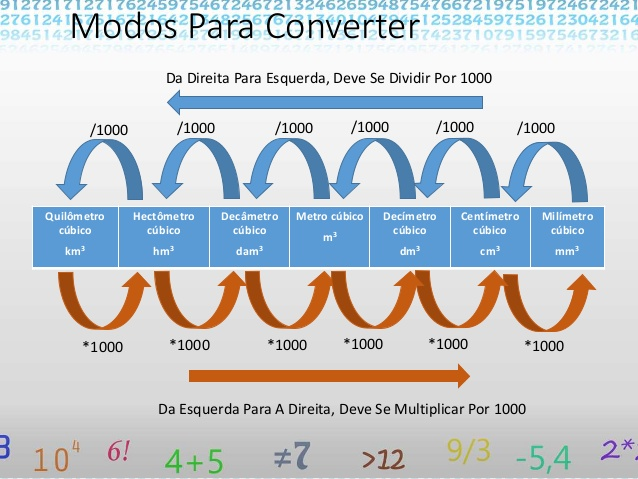 Modos Para Converter
Da Direita Para Esquerda, Deve Se Dividir Por 1000
/1000 /1000 /1000 /1000 /1000 /1000
Quilômetro cúbico km³
Hectômetro cúbico hm³
Decâmetro cúbico dam³
Metro cúbico m³
Decímetro cúbico dm³
Centímetro cúbico cm³
Milímetro cúbico mm³
*1000 *1000 *1000 *1000 *1000 *1000
Da Esquerda Para A Direita, Deve Se Multiplicar Por 1000
10⁴ 6! 4+5 ≠7 >12 9/3 -5,4